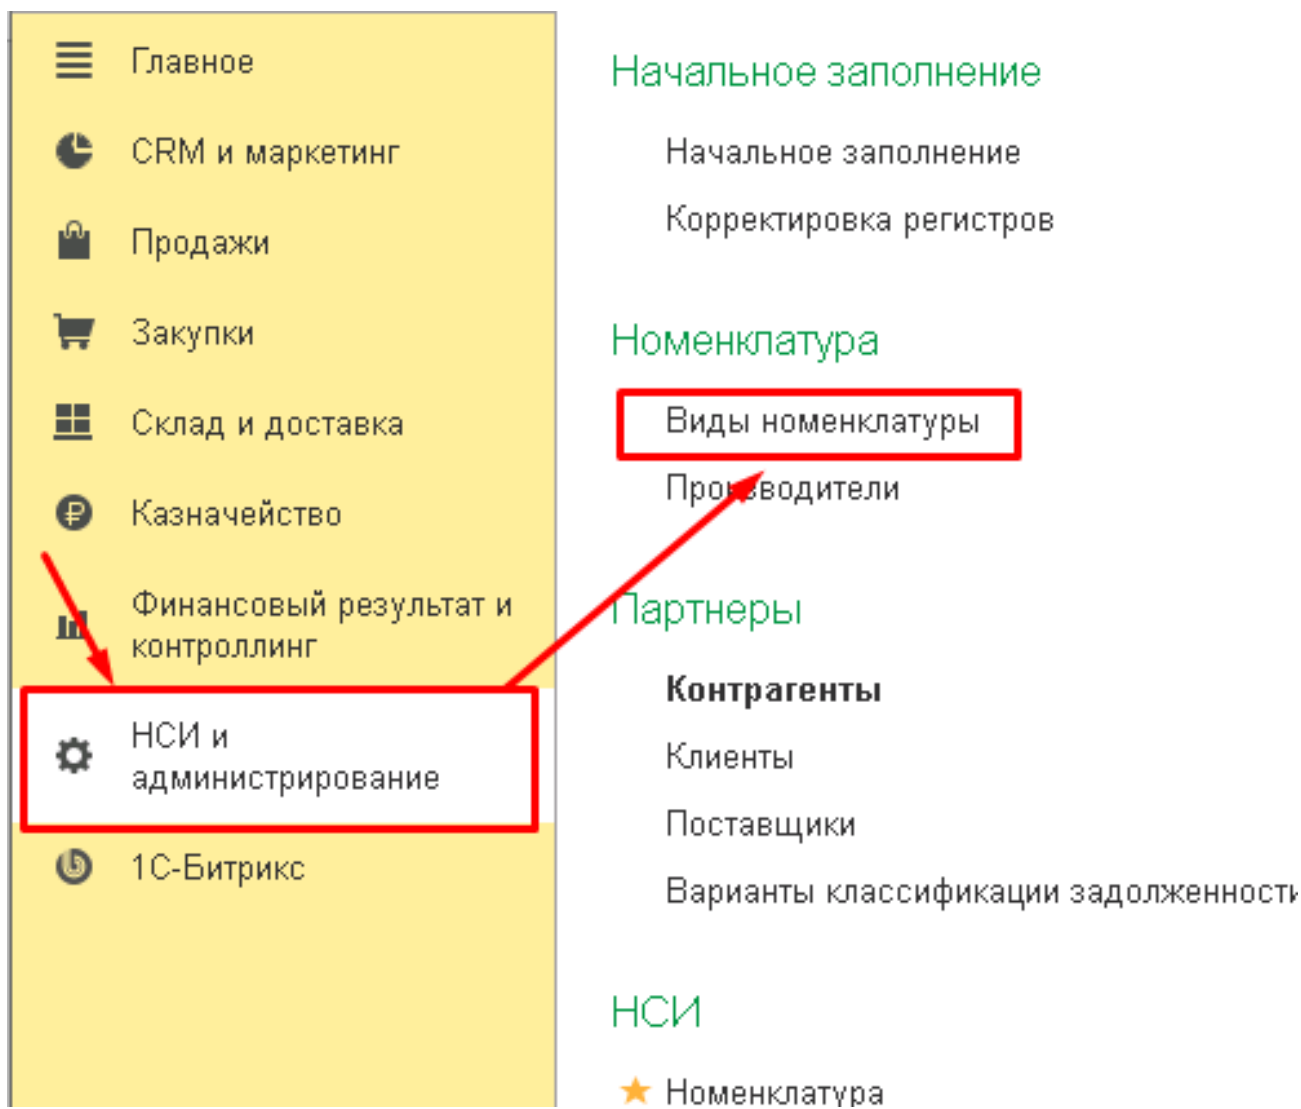 Главное
CRM и маркетинг
Продажи
Закупки
Склад и доставка
Казначейство
Финансовый результат и
контроллинг
НСИ и
администрирование
1С-Битрикс
Начальное заполнение
Начальное заполнение
Корректировка регистров
Номенклатура
Виды номенклатуры
Производители
Партнеры
Контрагенты
Клиенты
Поставщики
Варианты классификации задолженности
НСИ
Номенклатура